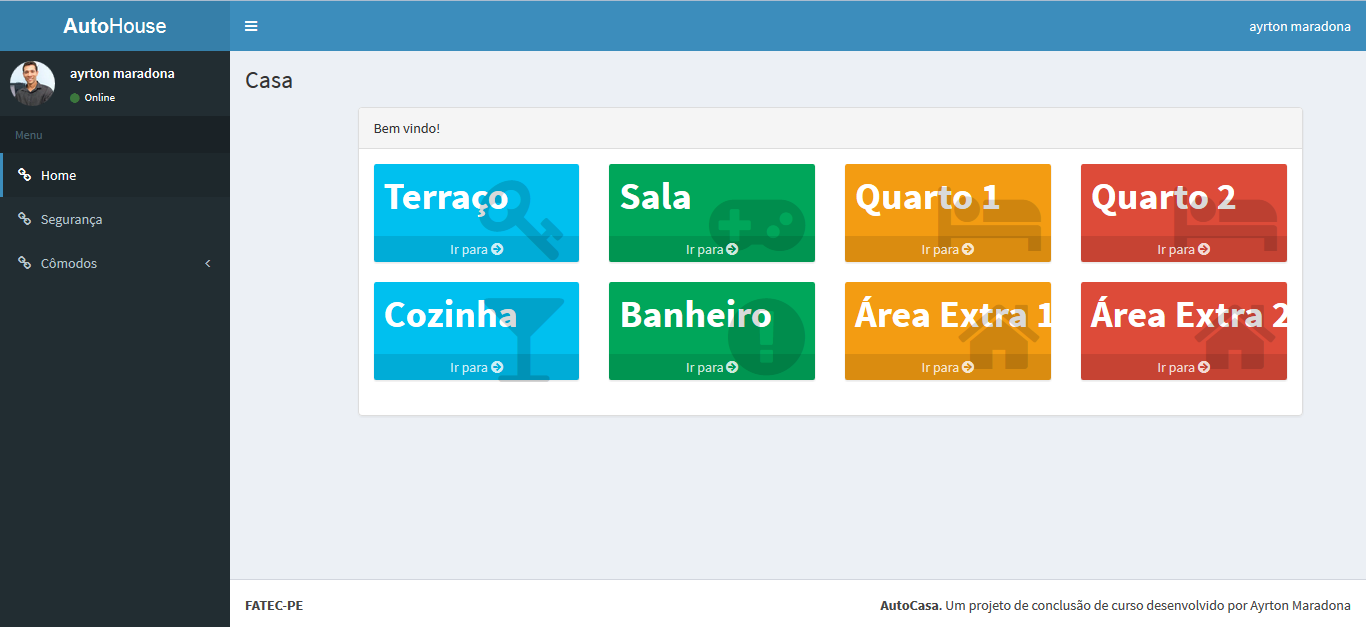 AutoHouse
ayrton maradona
ayrton maradona
Online
Menu
Home
Segurança
Cômodos
Casa
Bem vindo!
Terraço
Ir para
Sala
Ir para
Quarto 1
Ir para
Quarto 2
Ir para
Cozinha
Ir para
Banheiro
Ir para
Área Extra 1
Ir para
Área Extra 2
Ir para
FATEC-PE
AutoCasa. Um projeto de conclusão de curso desenvolvido por Ayrton Maradona